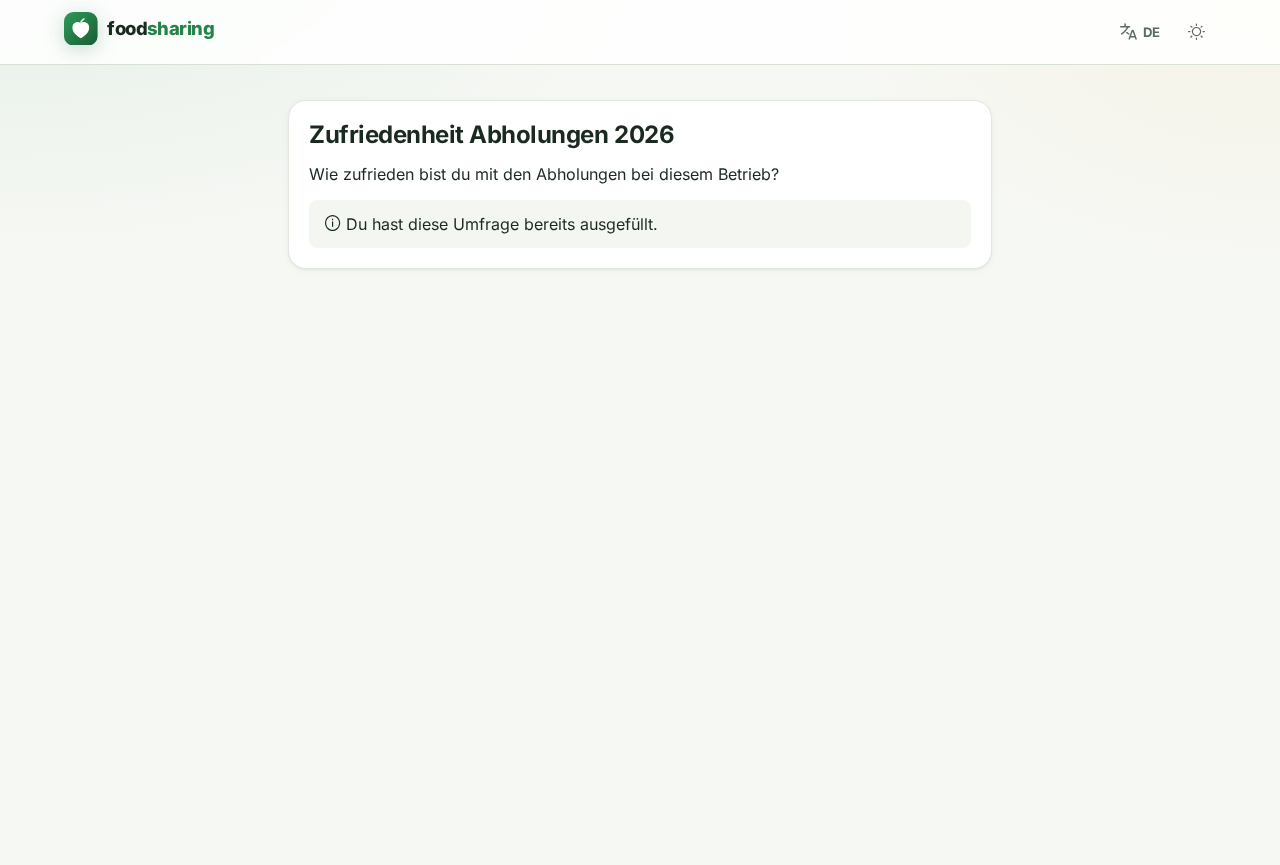 foodsharing
DE
Zufriedenheit Abholungen 2026
Wie zufrieden bist du mit den Abholungen bei diesem Betrieb?
Du hast diese Umfrage bereits ausgefüllt.